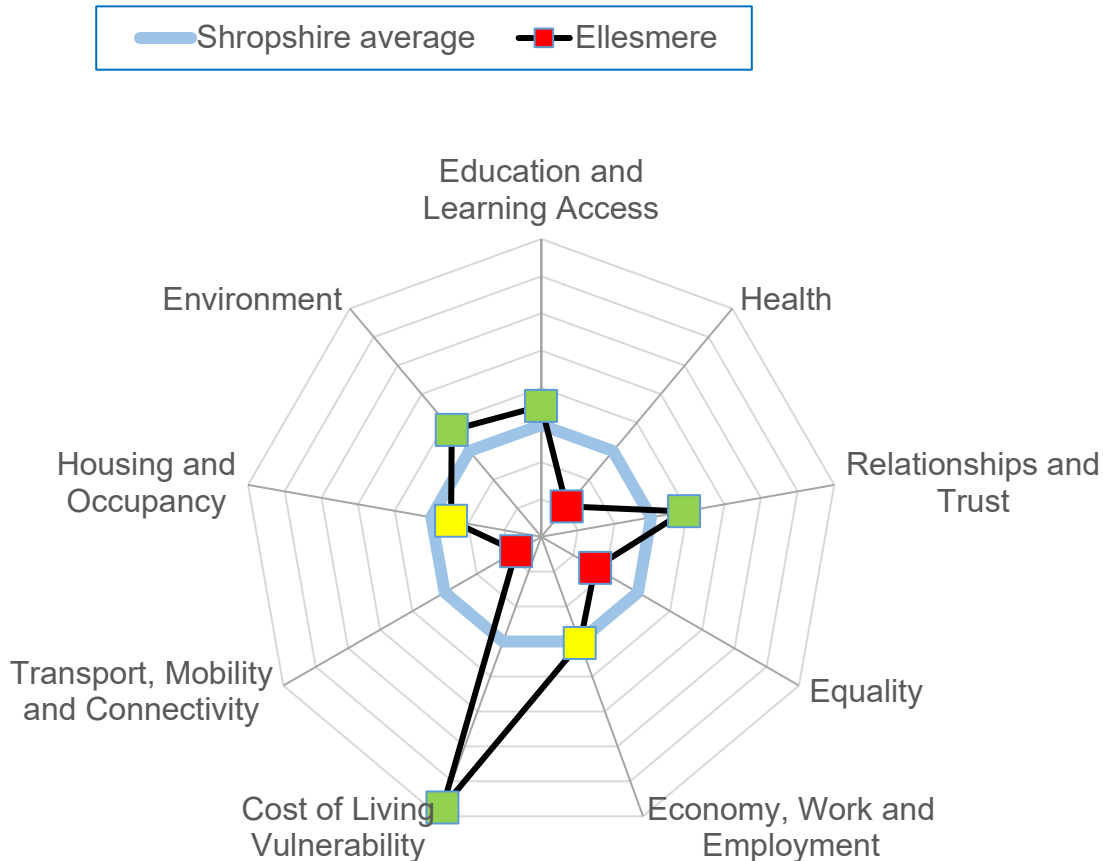 Shropshire average
Ellesmere
Education and
Learning Access
Environment
Health
Housing and
Occupancy
Relationships and
Trust
Transport, Mobility
and Connectivity
Equality
Cost of Living
Vulnerability
Economy, Work and
Employment